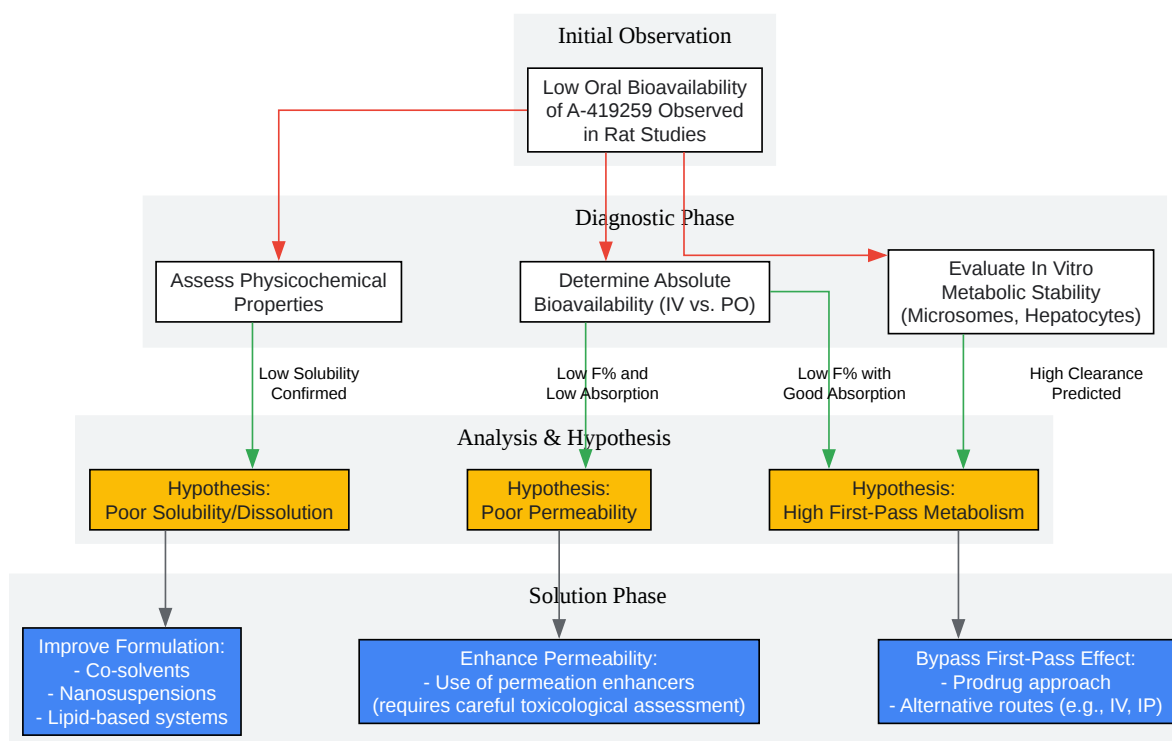 Initial Observation
Low Oral Bioavailability
of A-419259 Observed
in Rat Studies
Diagnostic Phase
Assess Physicochemical
Properties
Determine Absolute
Bioavailability (IV vs. PO)
Evaluate In Vitro
Metabolic Stability
(Microsomes, Hepatocytes)
Low Solubility
Confirmed
Low F% and
Low Absorption
Low F% with
Good Absorption
High Clearance
Predicted
Analysis & Hypothesis
Hypothesis:
Poor Solubility/Dissolution
Hypothesis:
Poor Permeability
Hypothesis:
High First-Pass Metabolism
Solution Phase
Improve Formulation:
- Co-solvents
- Nanosuspensions
- Lipid-based systems
Enhance Permeability:
- Use of permeation enhancers
(requires careful toxicological assessment)
Bypass First-Pass Effect:
- Prodrug approach
- Alternative routes (e.g., IV, IP)